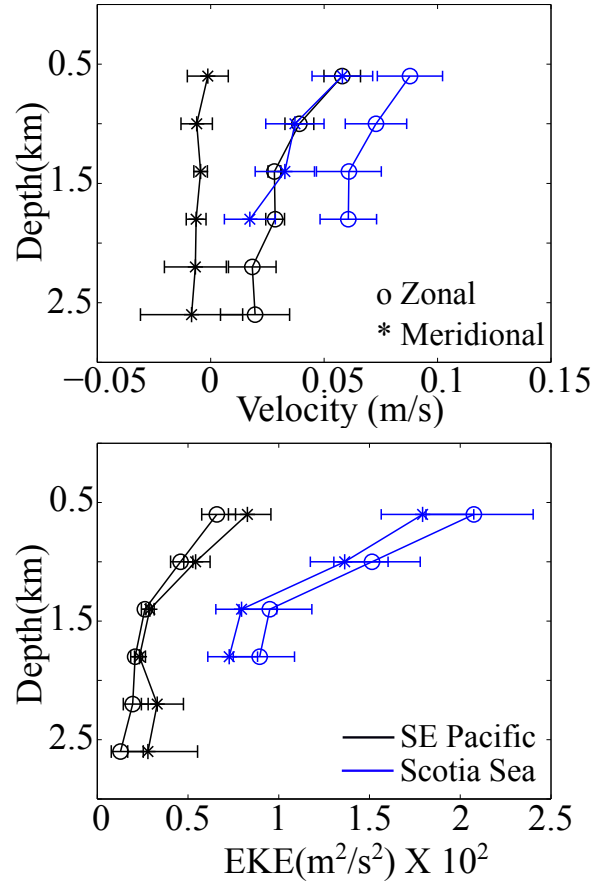 0.5
1.5
2.5
Depth(km)
o Zonal
* Meridional
−0.05 0 0.05 0.1 0.15
Velocity (m/s)
0.5
1.5
2.5
Depth(km)
SE Pacific
Scotia Sea
0 0.5 1 1.5 2 2.5
EKE(m²/s²) X 10²